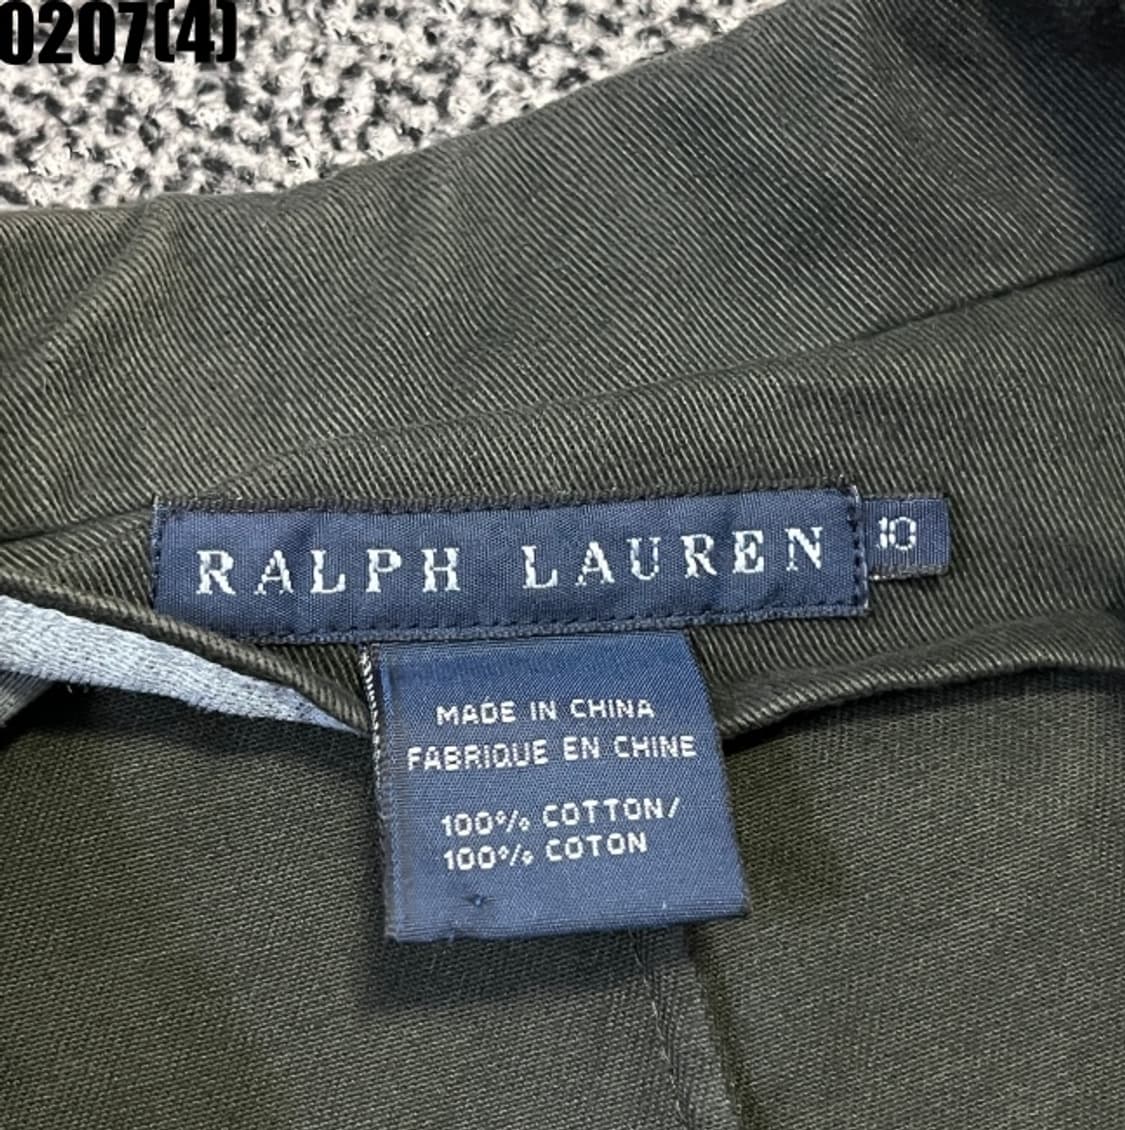 0207(4)
RALPH LAUREN 10
MADE IN CHINA
FABRIQUE EN CHINE
100% COTTON/
100% COTON